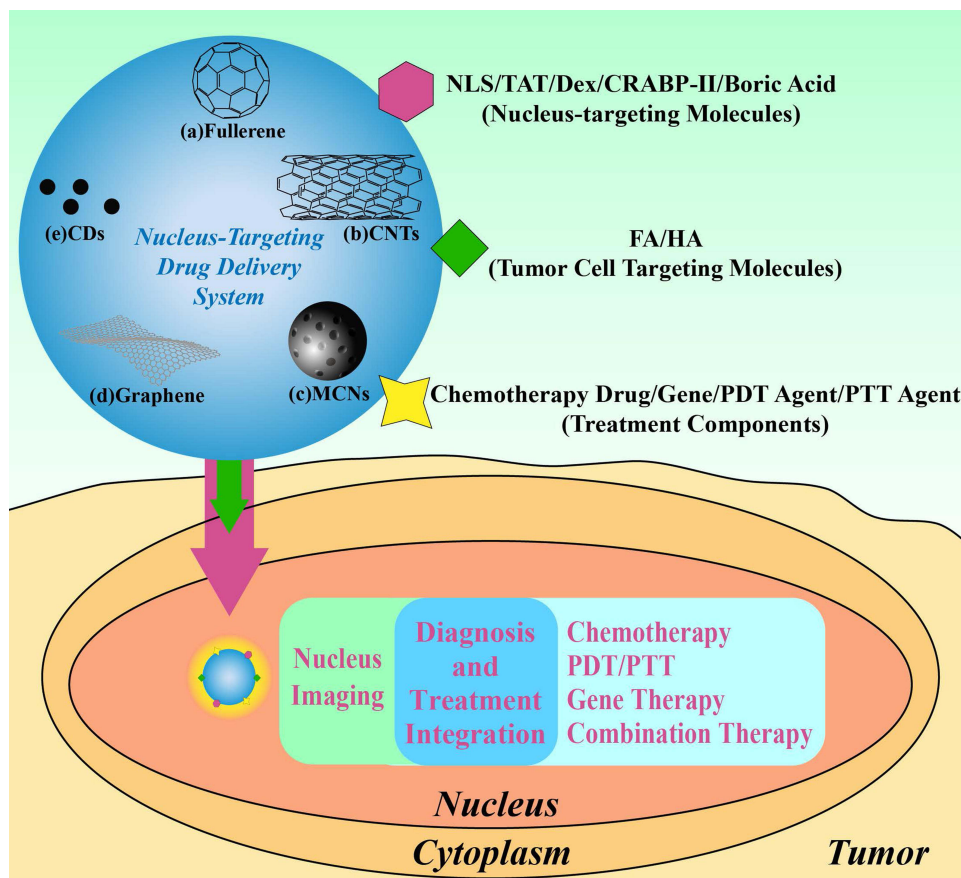 (a)Fullerene
NLS/TAT/Dex/CRABP-II/Boric Acid
(Nucleus-targeting Molecules)
(e)CDs
(b)CNTs
Nucleus-Targeting
Drug Delivery
System
FA/HA
(Tumor Cell Targeting Molecules)
(d)Graphene
(c)MCNs
Chemotherapy Drug/Gene/PDT Agent/PTT Agent
(Treatment Components)
Nucleus
Imaging
Diagnosis
and
Treatment
Integration
Chemotherapy
PDT/PTT
Gene Therapy
Combination Therapy
Nucleus
Cytoplasm
Tumor